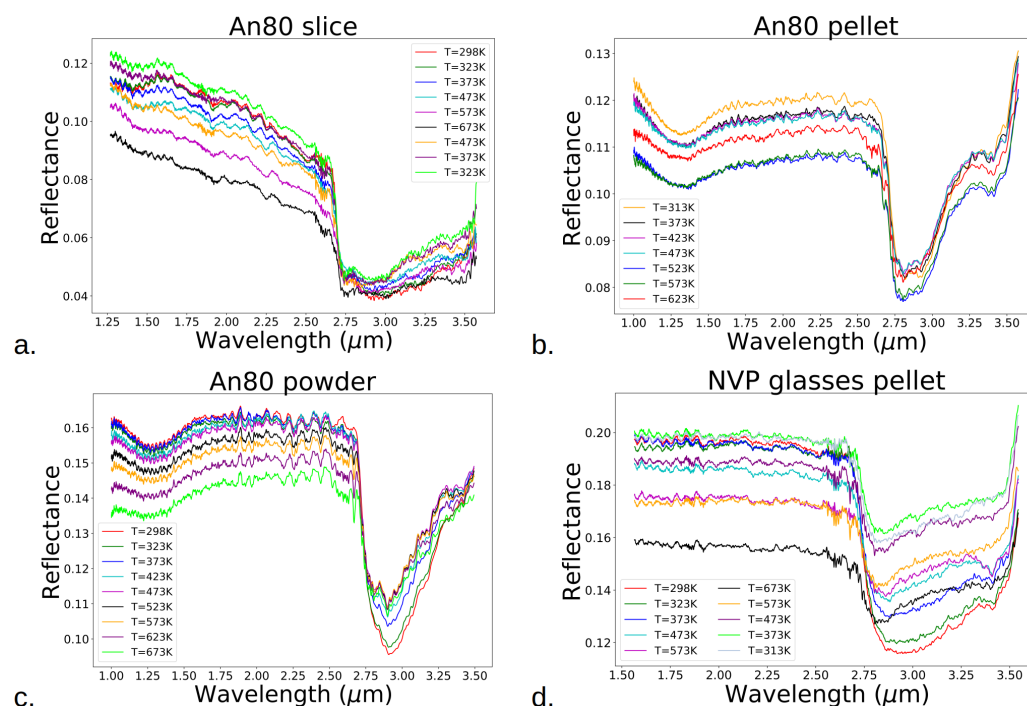 An80 slice
0.12
0.10
0.08
0.06
0.04
Reflectance
1.25 1.50 1.75 2.00 2.25 2.50 2.75 3.00 3.25 3.50
Wavelength (μm)
T=298K
T=323K
T=373K
T=473K
T=573K
T=673K
T=473K
T=373K
T=323K
a.
An80 pellet
0.13
0.12
0.11
0.10
0.09
0.08
Reflectance
1.00 1.25 1.50 1.75 2.00 2.25 2.50 2.75 3.00 3.25 3.50
Wavelength (μm)
T=313K
T=373K
T=423K
T=473K
T=523K
T=573K
T=623K
b.
An80 powder
0.16
0.15
0.14
0.13
0.12
0.11
0.10
Reflectance
1.00 1.25 1.50 1.75 2.00 2.25 2.50 2.75 3.00 3.25 3.50
Wavelength (μm)
T=298K
T=323K
T=373K
T=423K
T=473K
T=523K
T=573K
T=623K
T=673K
c.
NVP glasses pellet
0.20
0.18
0.16
0.14
0.12
Reflectance
1.50 1.75 2.00 2.25 2.50 2.75 3.00 3.25 3.50
Wavelength (μm)
T=298K T=673K
T=323K T=573K
T=373K T=473K
T=473K T=373K
T=573K T=313K
d.